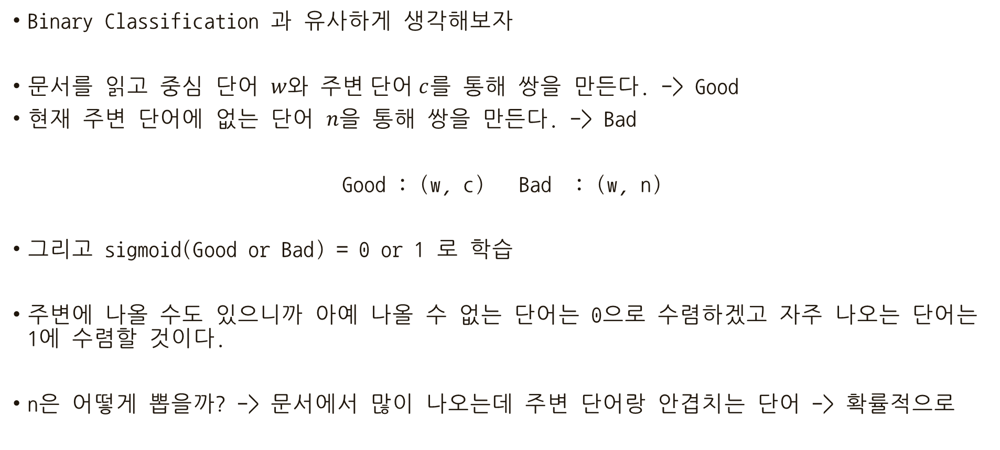 • Binary Classification 과 유사하게 생각해보자
• 문서를 읽고 중심 단어 w와 주변 단어 c를 통해 쌍을 만든다. -> Good
• 현재 주변 단어에 없는 단어 n을 통해 쌍을 만든다. -> Bad
Good : (w, c) Bad : (w, n)
• 그리고 sigmoid(Good or Bad) = 0 or 1 로 학습
• 주변에 나올 수도 있으니까 아예 나올 수 없는 단어는 0으로 수렴하겠고 자주 나오는 단어는
1에 수렴할 것이다.
• n은 어떻게 뽑을까? -> 문서에서 많이 나오는데 주변 단어랑 안겹치는 단어 -> 확률적으로